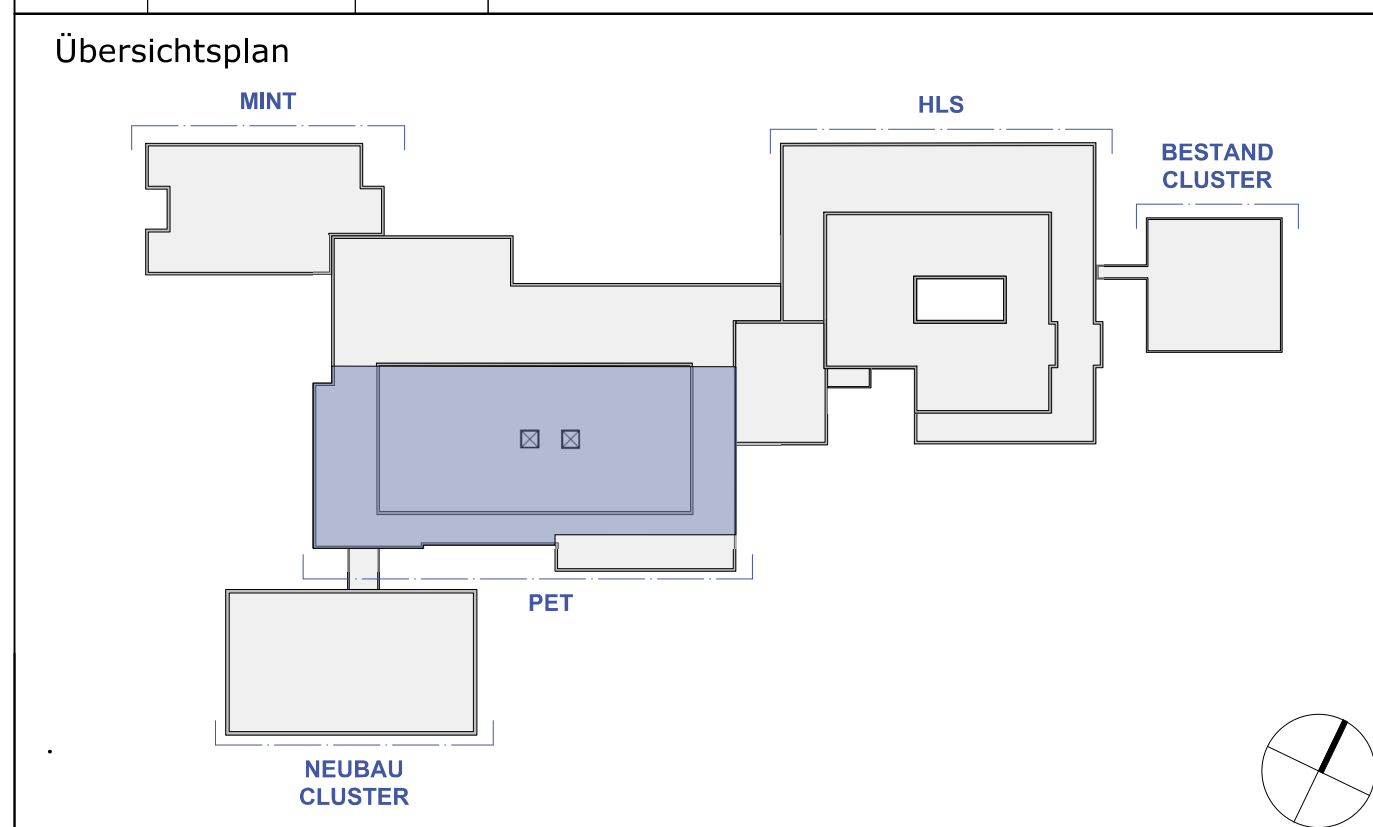 Übersichtsplan
MINT
HLS
BESTAND
CLUSTER
PET
NEUBAU
CLUSTER